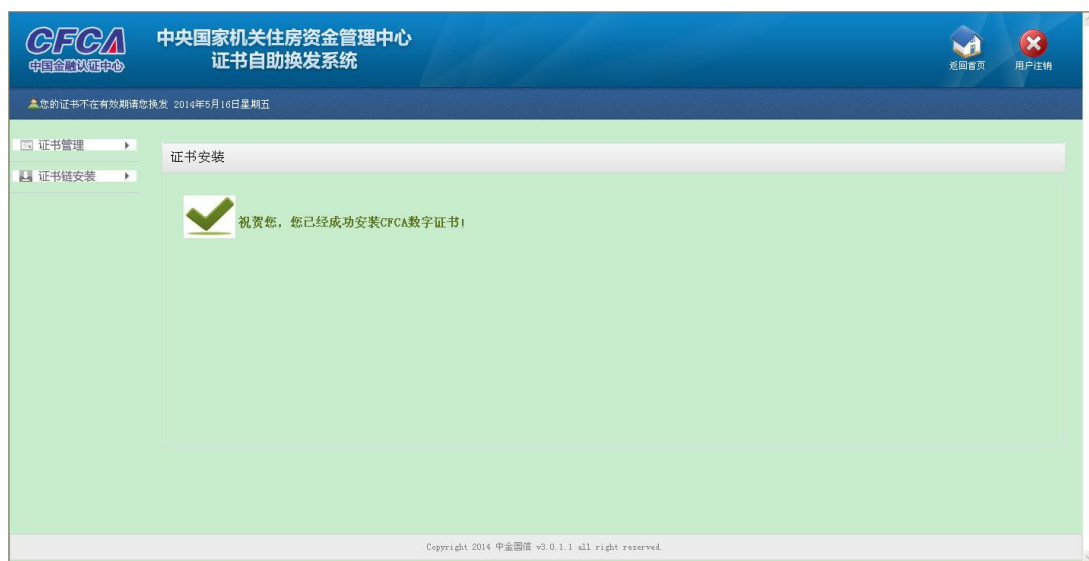 CFCA
中国金融认证中心
中央国家机关住房资金管理中心
证书自助换发系统
返回首页
用户注销
您的证书不在有效期请您换发 2014年5月16日星期五
证书管理
证书链安装
证书安装
祝贺您，您已经成功安装CFCA数字证书!
Copyright 2014 中金国信 v3.0.1.1 all right reserved.